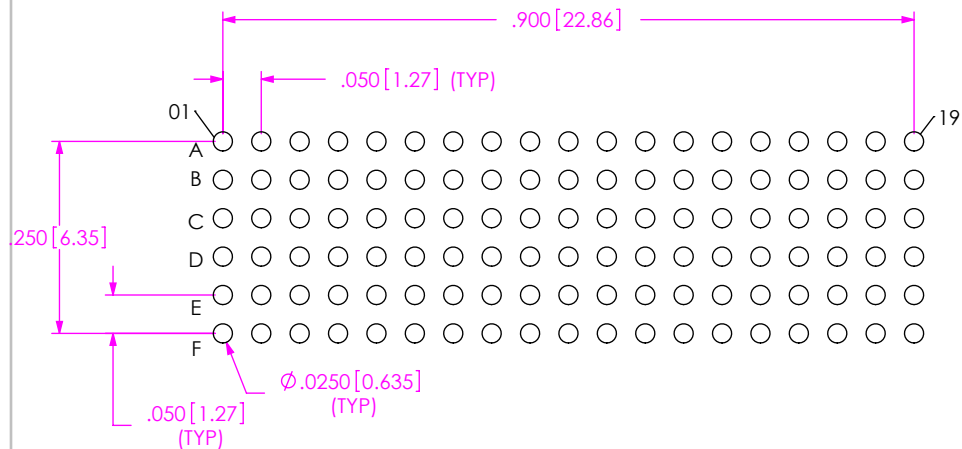 .900 [22.86]
.050 [1.27] (TYP)
01
19
A
B
C
.250 [6.35]
D
E
F
Ø .0250 [0.635]
(TYP)
.050 [1.27]
(TYP)